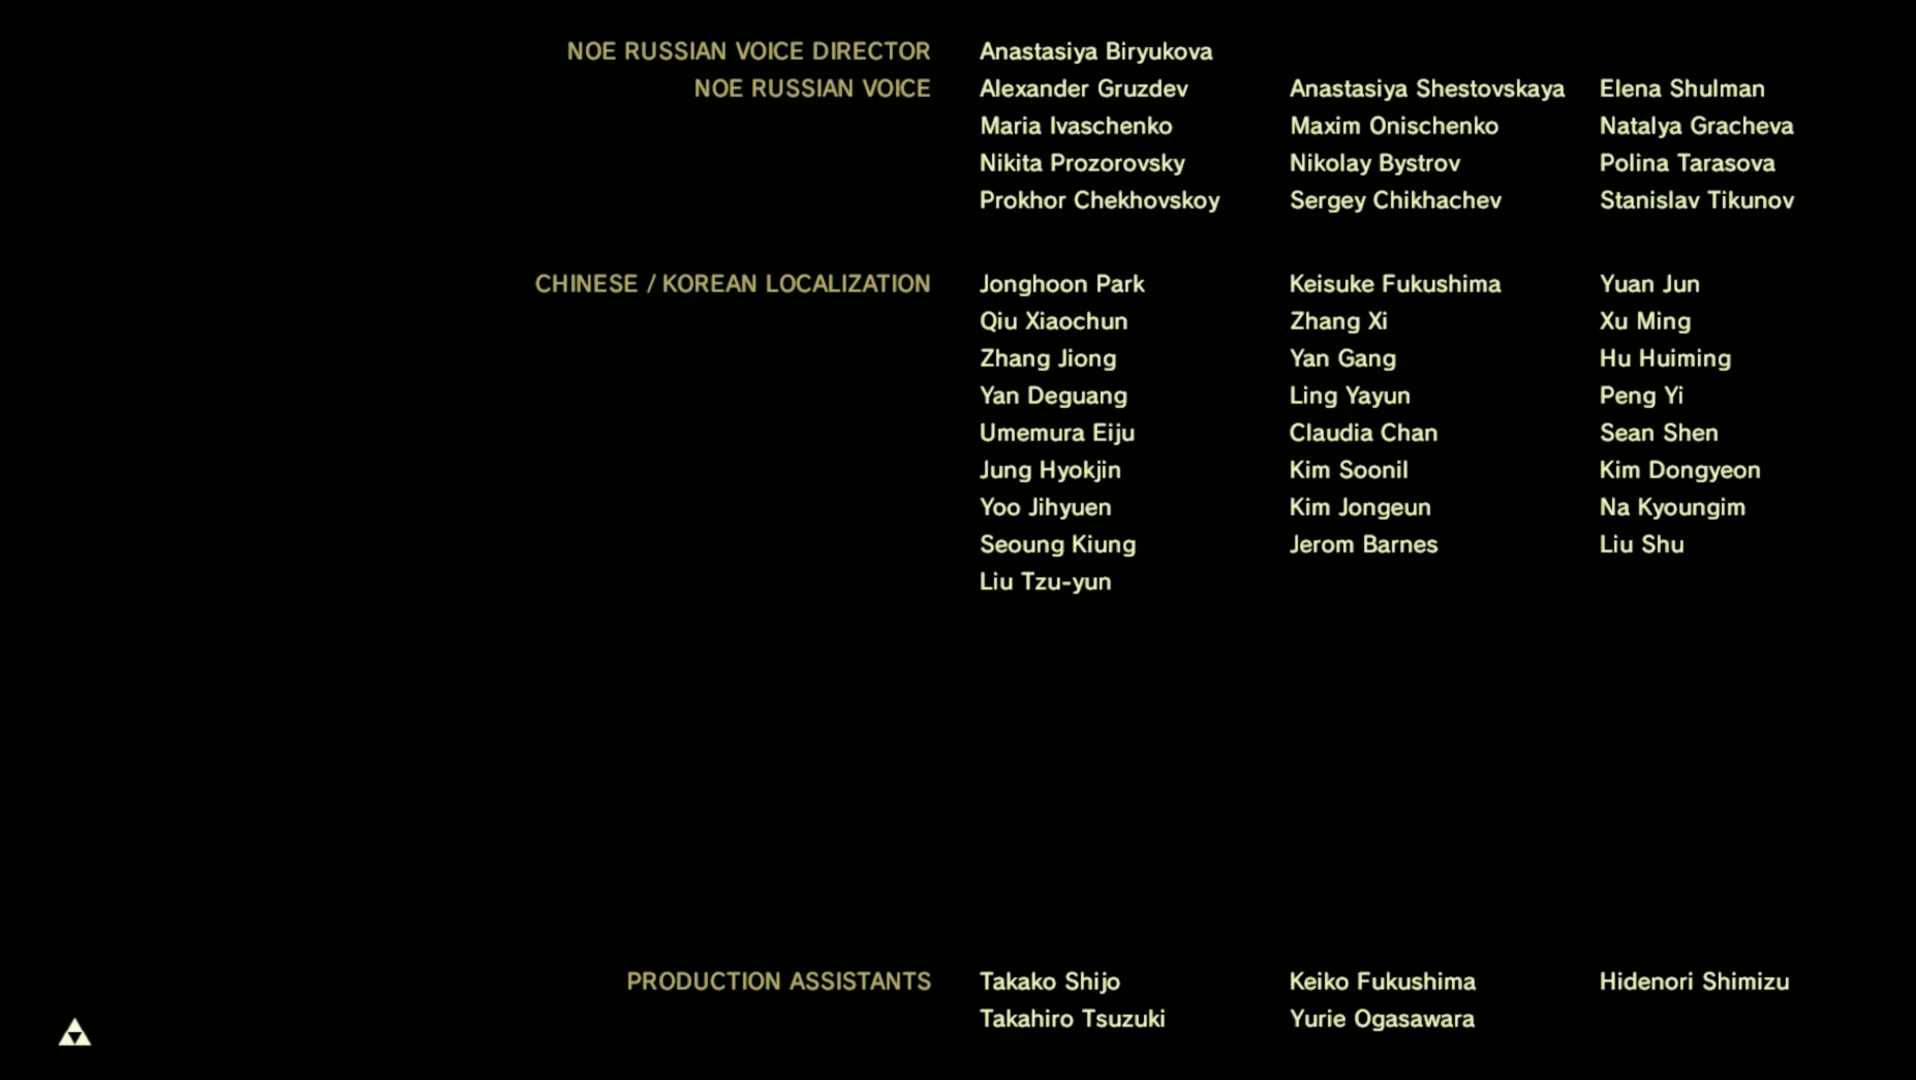 NOE RUSSIAN VOICE DIRECTOR Anastasiya Biryukova
NOE RUSSIAN VOICE Alexander Gruzdev Anastasiya Shestovskaya Elena Shulman
Maria Ivaschenko Maxim Onischenko Natalya Gracheva
Nikita Prozorovsky Nikolay Bystrov Polina Tarasova
Prokhor Chekhovskoy Sergey Chikhachev Stanislav Tikunov
CHINESE / KOREAN LOCALIZATION Jonghoon Park Keisuke Fukushima Yuan Jun
Qiu Xiaochun Zhang Xi Xu Ming
Zhang Jiong Yan Gang Hu Huiming
Yan Deguang Ling Yayun Peng Yi
Umemura Eiju Claudia Chan Sean Shen
Jung Hyokjin Kim Soonil Kim Dongyeon
Yoo Jihyuen Kim Jongeun Na Kyoungim
Seoung Kiung Jerom Barnes Liu Shu
Liu Tzu-yun
PRODUCTION ASSISTANTS Takako Shijo Keiko Fukushima Hidenori Shimizu
Takahiro Tsuzuki Yurie Ogasawara